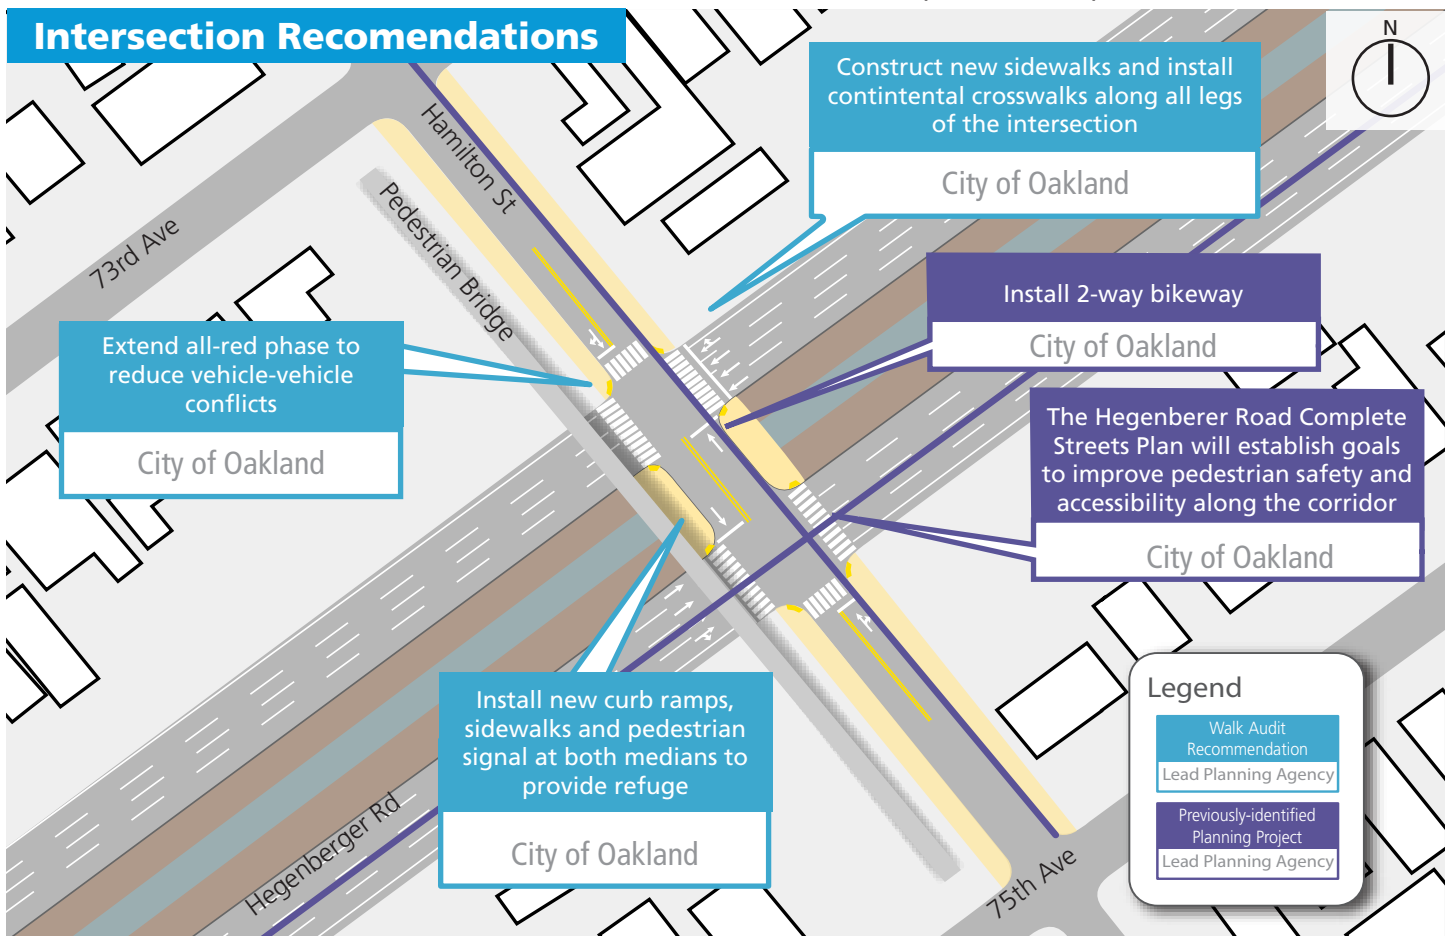 Intersection Recomendations
N
Construct new sidewalks and install
contintental crosswalks along all legs
of the intersection
City of Oakland
Hamilton St
Pedestrian Bridge
73rd Ave
Install 2-way bikeway
City of Oakland
Extend all-red phase to
reduce vehicle-vehicle
conflicts
City of Oakland
The Hegenberer Road Complete
Streets Plan will establish goals
to improve pedestrian safety and
accessibility along the corridor
City of Oakland
Install new curb ramps,
sidewalks and pedestrian
signal at both medians to
provide refuge
City of Oakland
Hegenberger Rd
75th Ave
Legend
Walk Audit
Recommendation
Lead Planning Agency
Previously-identified
Planning Project
Lead Planning Agency